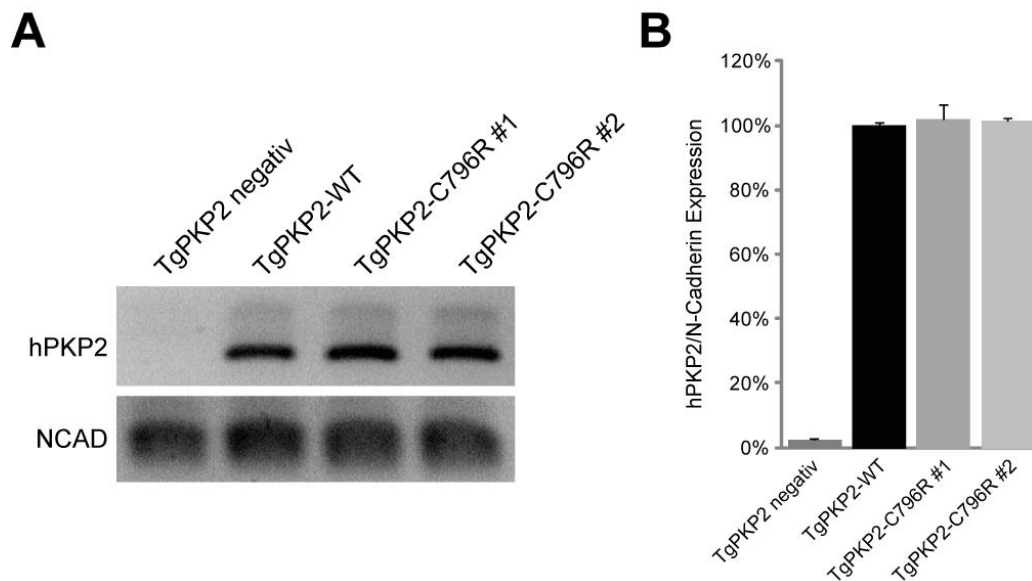 A
TgPKP2 negativ
TgPKP2-WT
TgPKP2-C796R #1
TgPKP2-C796R #2
hPKP2
NCAD
B
hPKP2/N-Cadherin Expression
120%
100%
80%
60%
40%
20%
0%
TgPKP2 negativ
TgPKP2-WT
TgPKP2-C796R #1
TgPKP2-C796R #2